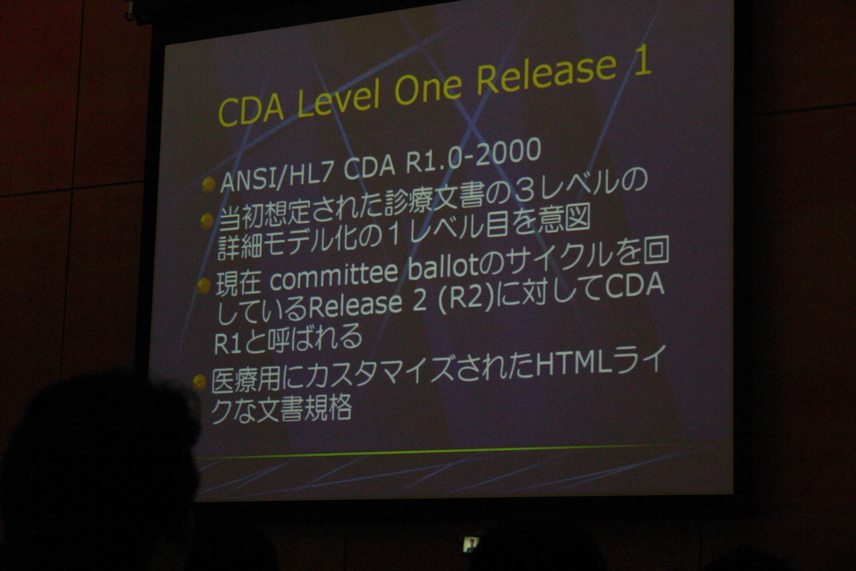 CDA Level One Release 1
ANSI/HL7 CDA R1.0-2000
当初想定された診療文書の３レベルの
詳細モデル化の１レベル目を意図
現在 committee ballotのサイクルを回
しているRelease 2 (R2)に対してCDA
R1と呼ばれる
医療用にカスタマイズされたHTMLライ
クな文書規格